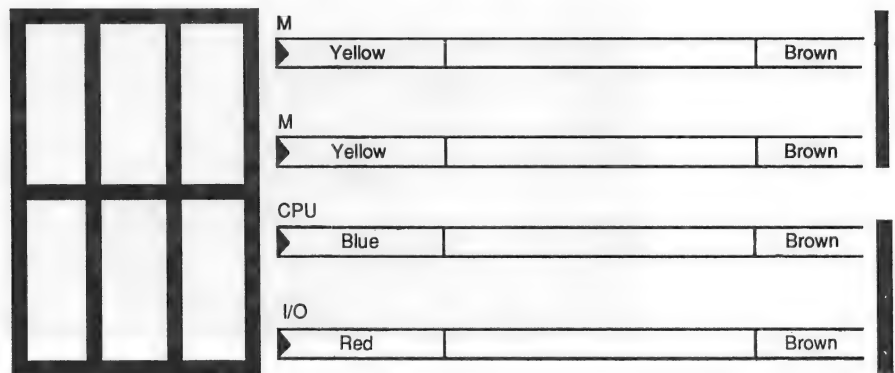 M
Yellow Brown
M
Yellow Brown
CPU
Blue Brown
I/O
Red Brown